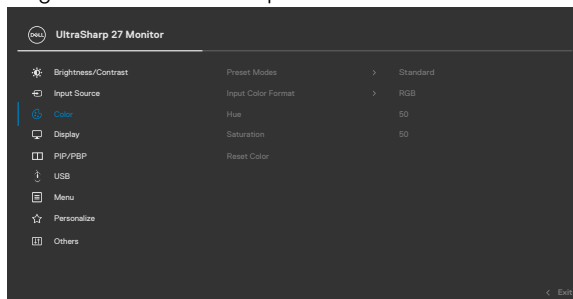 DELL
UltraSharp 27 Monitor
Brightness/Contrast
Preset Modes > Standard
Input Source
Input Color Format > RGB
Color
Hue 50
Display
Saturation 50
PIP/PBP
Reset Color
USB
Menu
Personalize
Others
< Exit